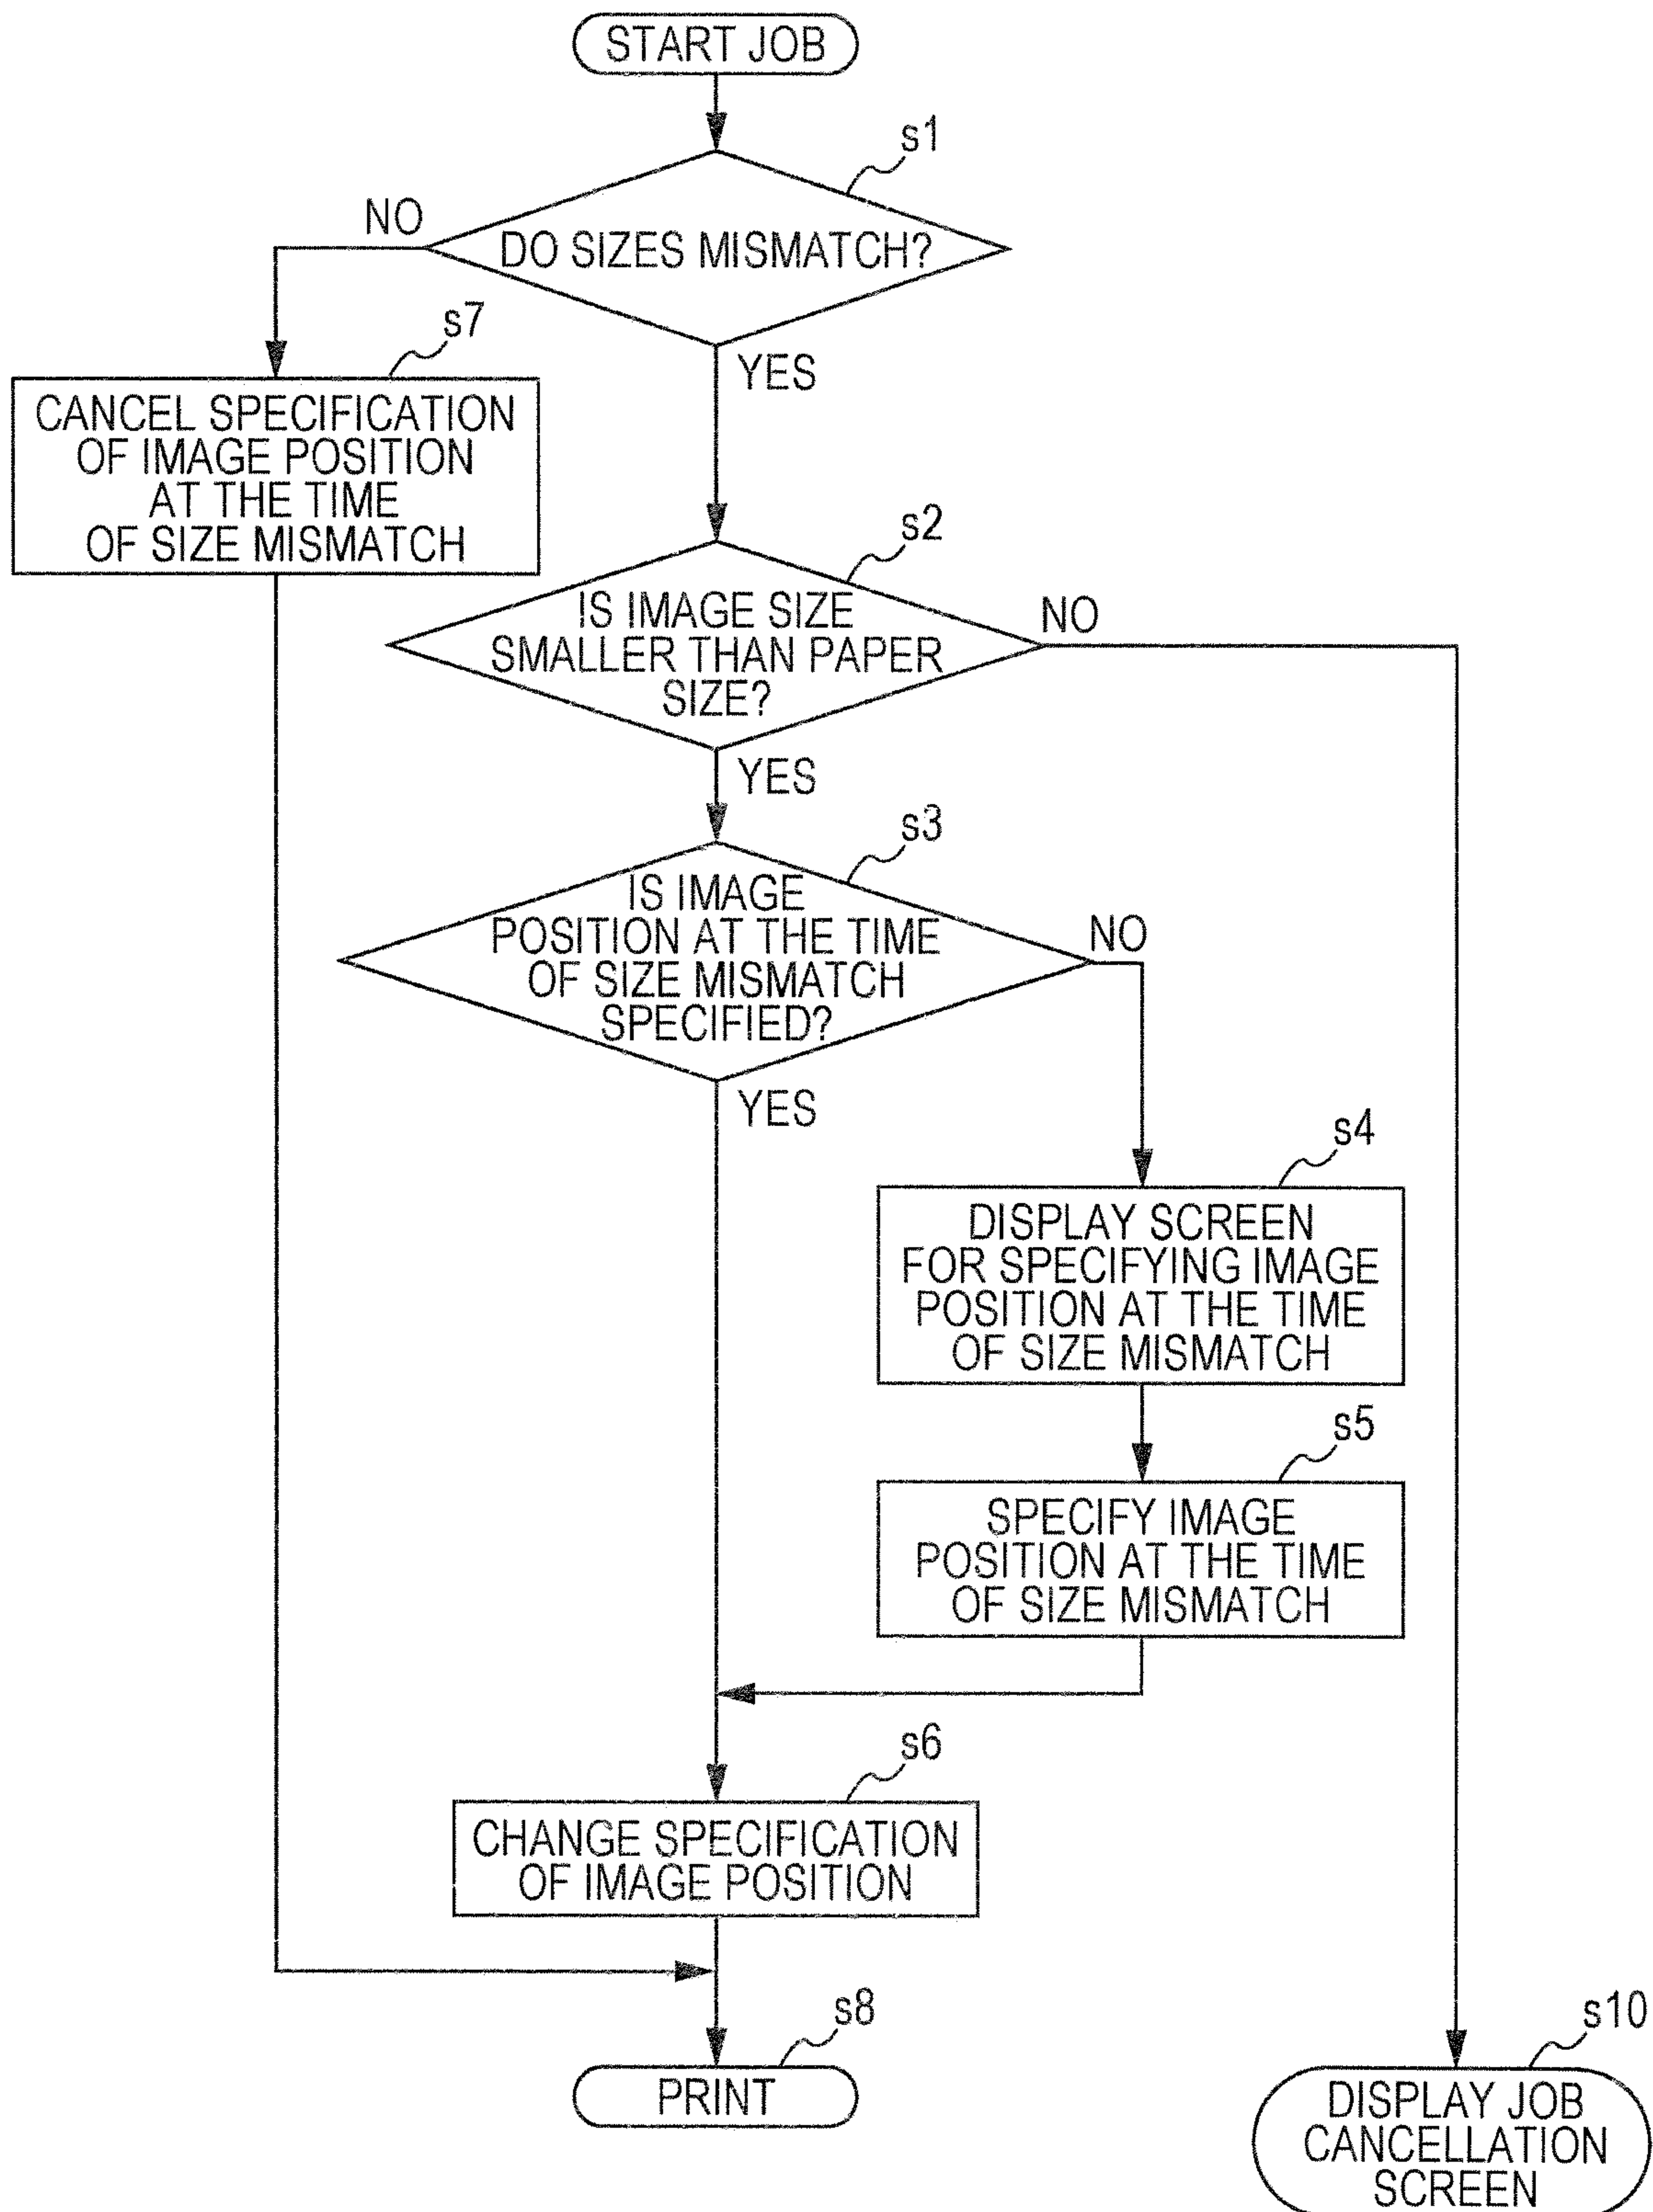 START JOB
s1
NO
DO SIZES MISMATCH?
s7
YES
CANCEL SPECIFICATION
OF IMAGE POSITION
AT THE TIME
OF SIZE MISMATCH
s2
IS IMAGE SIZE
SMALLER THAN PAPER
SIZE?
NO
YES
s3
IS IMAGE
POSITION AT THE TIME
OF SIZE MISMATCH
SPECIFIED?
NO
YES
s4
DISPLAY SCREEN
FOR SPECIFYING IMAGE
POSITION AT THE TIME
OF SIZE MISMATCH
s5
SPECIFY IMAGE
POSITION AT THE TIME
OF SIZE MISMATCH
s6
CHANGE SPECIFICATION
OF IMAGE POSITION
s8
PRINT
s10
DISPLAY JOB
CANCELLATION
SCREEN